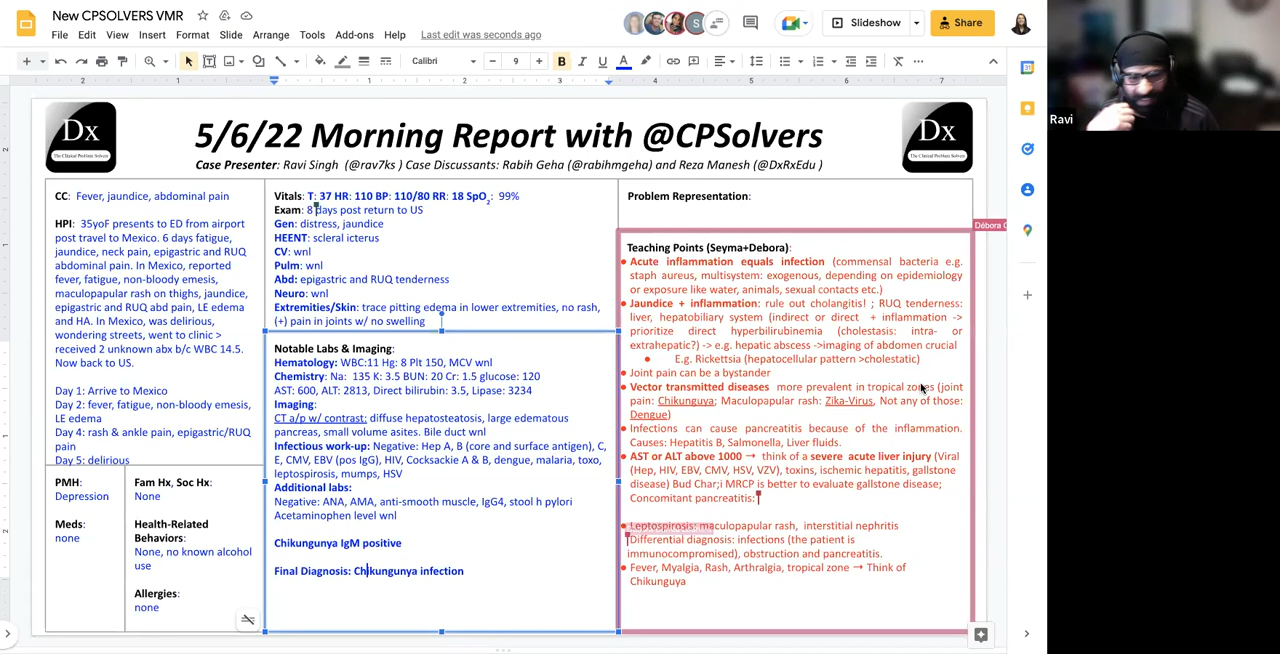 New CPSOLVERS VMR
File Edit View Insert Format Slide Arrange Tools Add-ons Help Last edit was seconds ago
S
Slideshow
Share
Calibri
9
B I U A
2 1 1 2 3 4 5 6 7
Dx
The Clinical Problem Solvers
5/6/22 Morning Report with @CPSolvers
Case Presenter: Ravi Singh (@rav7ks ) Case Discussants: Rabih Geha (@rabihmgeha) and Reza Manesh (@DxRxEdu )
Dx
The Clinical Problem Solvers
CC: Fever, jaundice, abdominal pain
HPI: 35yoF presents to ED from airport
post travel to Mexico. 6 days fatigue,
jaundice, neck pain, epigastric and RUQ
abdominal pain. In Mexico, reported
fever, fatigue, non-bloody emesis,
maculopapular rash on thighs, jaundice,
epigastric and RUQ abd pain, LE edema
and HA. In Mexico, was delirious,
wondering streets, went to clinic >
received 2 unknown abx b/c WBC 14.5.
Now back to US.
Day 1: Arrive to Mexico
Day 2: fever, fatigue, non-bloody emesis,
LE edema
Day 4: rash & ankle pain, epigastric/RUQ
pain
Day 5: delirious
PMH:
Depression
Meds:
none
Fam Hx, Soc Hx:
None
Health-Related
Behaviors:
None, no known alcohol
use
Allergies:
none
Vitals: T: 37 HR: 110 BP: 110/80 RR: 18 SpO2: 99%
Exam: 8 days post return to US
Gen: distress, jaundice
HEENT: scleral icterus
CV: wnl
Pulm: wnl
Abd: epigastric and RUQ tenderness
Neuro: wnl
Extremities/Skin: trace pitting edema in lower extremities, no rash,
(+) pain in joints w/ no swelling
Notable Labs & Imaging:
Hematology: WBC:11 Hg: 8 Plt 150, MCV wnl
Chemistry: Na: 135 K: 3.5 BUN: 20 Cr: 1.5 glucose: 120
AST: 600, ALT: 2813, Direct bilirubin: 3.5, Lipase: 3234
Imaging:
CT a/p w/ contrast: diffuse hepatosteatosis, large edematous
pancreas, small volume asites. Bile duct wnl
Infectious work-up: Negative: Hep A, B (core and surface antigen), C,
E, CMV, EBV (pos IgG), HIV, Cocksackie A & B, dengue, malaria, toxo,
leptospirosis, mumps, HSV
Additional labs:
Negative: ANA, AMA, anti-smooth muscle, IgG4, stool h pylori
Acetaminophen level wnl
Chikungunya IgM positive
Final Diagnosis: Chikungunya infection
Problem Representation:
Débora
Teaching Points (Seyma+Debora):
● Acute inflammation equals infection (commensal bacteria e.g.
staph aureus, multisystem: exogenous, depending on epidemiology
or exposure like water, animals, sexual contacts etc.)
● Jaundice + inflammation: rule out cholangitis! ; RUQ tenderness:
liver, hepatobiliary system (indirect or direct + inflammation ->
prioritize direct hyperbilirubinemia (cholestasis: intra- or
extrahepatic?) -> e.g. hepatic abscess ->imaging of abdomen crucial
● E.g. Rickettsia (hepatocellular pattern >cholestatic)
● Joint pain can be a bystander
● Vector transmitted diseases more prevalent in tropical zones (joint
pain: Chikunguya; Maculopapular rash: Zika-Virus, Not any of those:
Dengue)
● Infections can cause pancreatitis because of the inflammation.
Causes: Hepatitis B, Salmonella, Liver fluids.
● AST or ALT above 1000 → think of a severe acute liver injury (Viral
(Hep, HIV, EBV, CMV, HSV, VZV), toxins, ischemic hepatitis, gallstone
disease) Bud Char;i MRCP is better to evaluate gallstone disease;
Concomitant pancreatitis:
● Leptospirosis: maculopapular rash, interstitial nephritis
Differential diagnosis: infections (the patient is
immunocompromised), obstruction and pancreatitis.
● Fever, Myalgia, Rash, Arthralgia, tropical zone → Think of
Chikunguya
Ravi